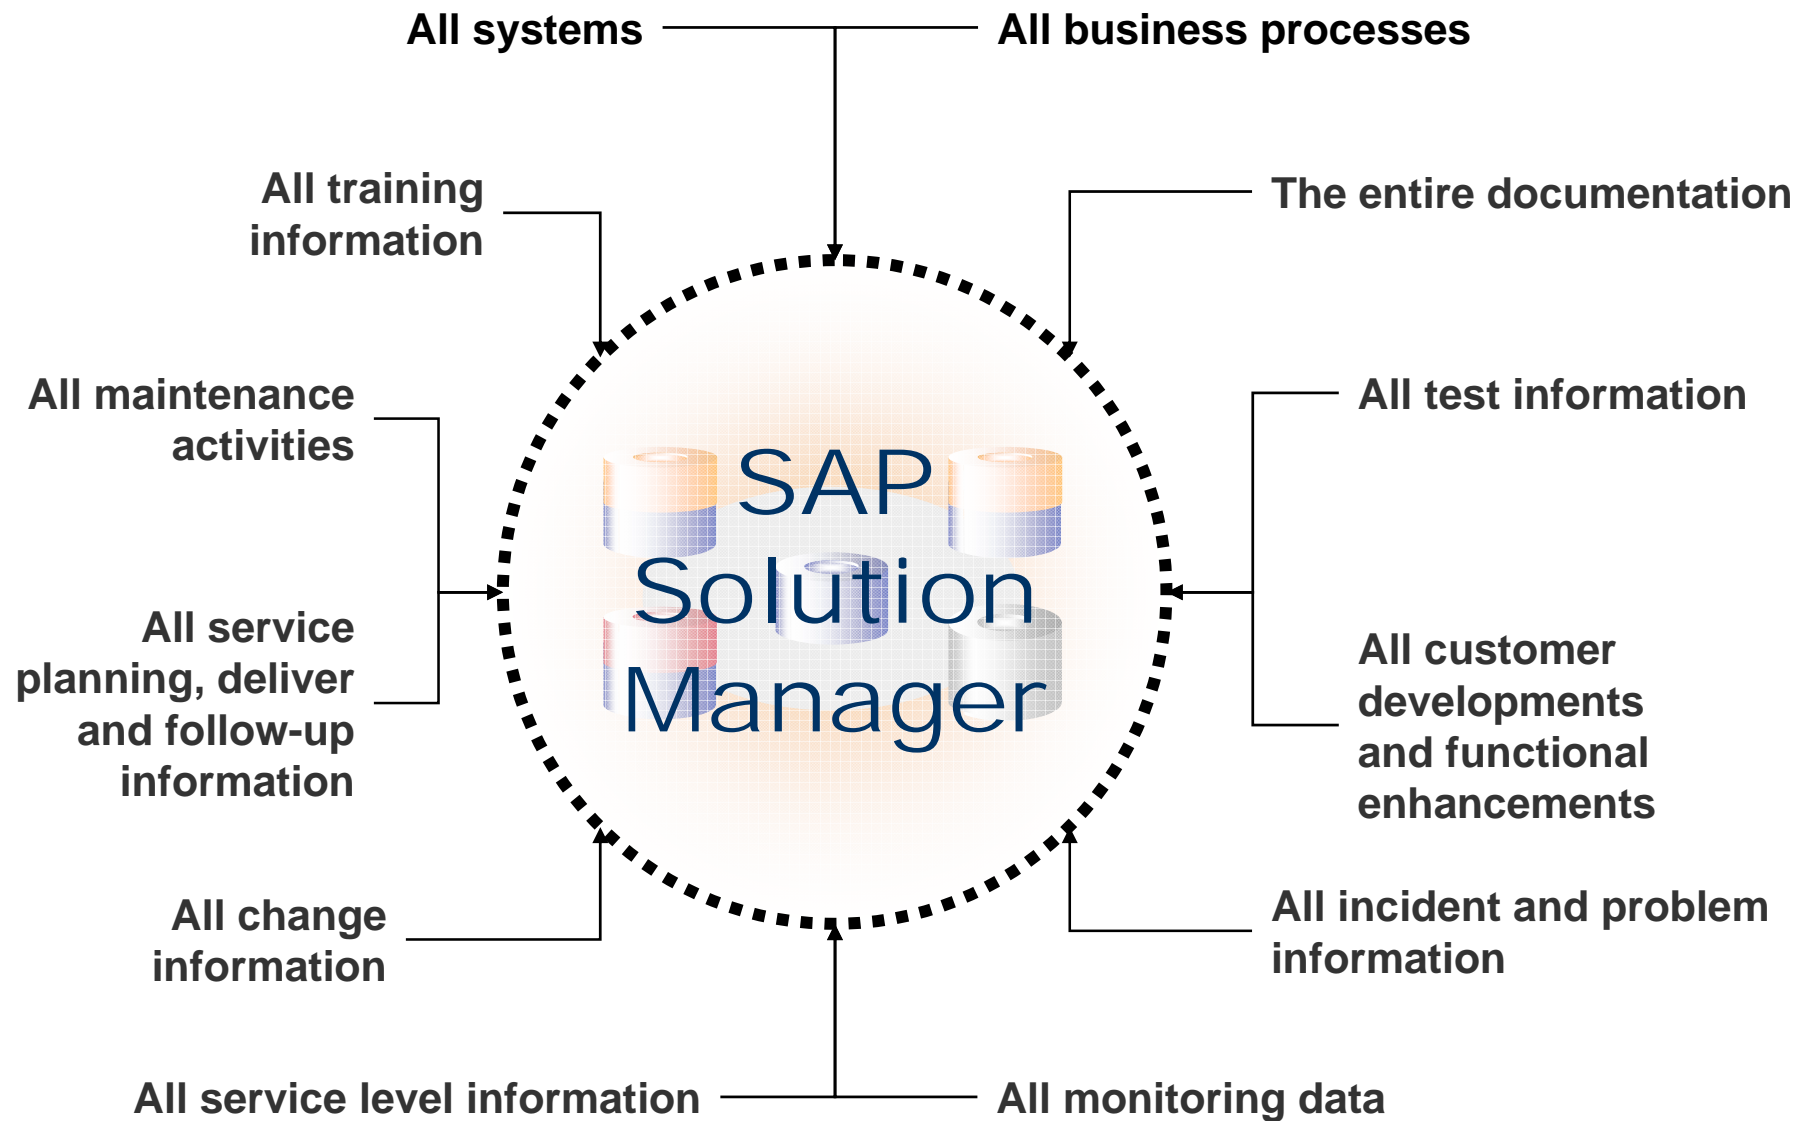 All systems
All business processes
All training
information
The entire documentation
All maintenance
activities
All test information
SAP
Solution
Manager
All service
planning, deliver
and follow-up
information
All customer
developments
and functional
enhancements
All change
information
All incident and problem
information
All service level information
All monitoring data